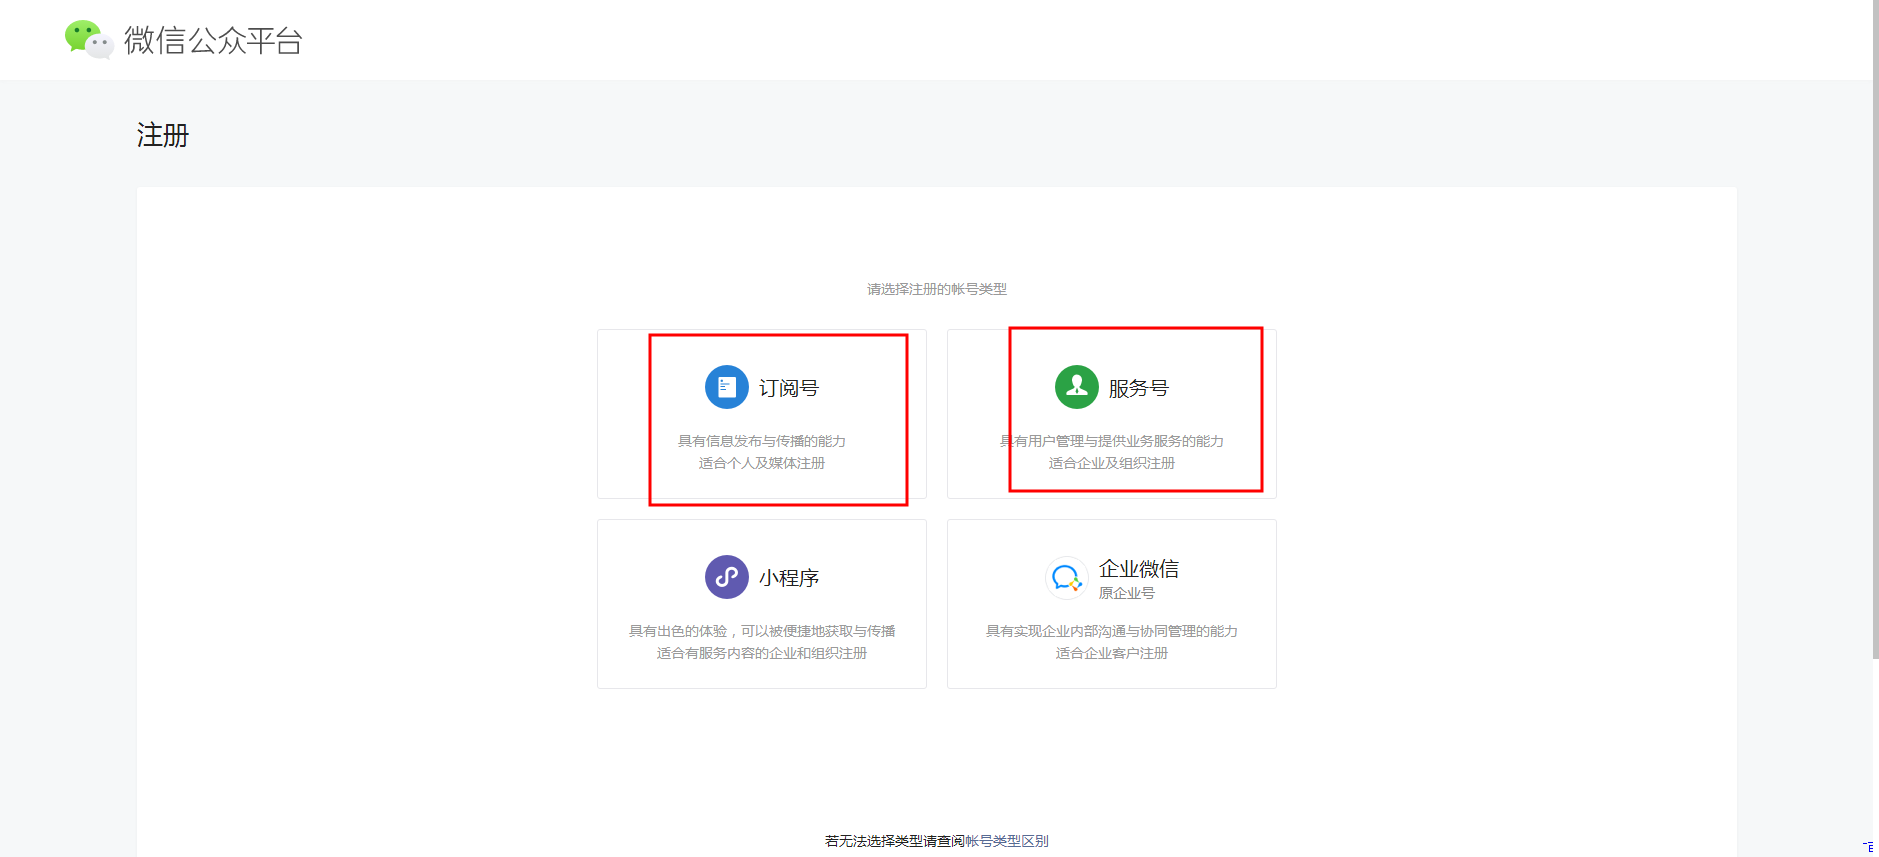 微信公众平台
注册
请选择注册的帐号类型
订阅号
具有信息发布与传播的能力
适合个人及媒体注册
服务号
具有用户管理与提供业务服务的能力
适合企业及组织注册
小程序
具有出色的体验，可以被便捷地获取与传播
适合有服务内容的企业和组织注册
企业微信
原企业号
具有实现企业内部沟通与协同管理的能力
适合企业客户注册
若无法选择类型请查阅帐号类型区别